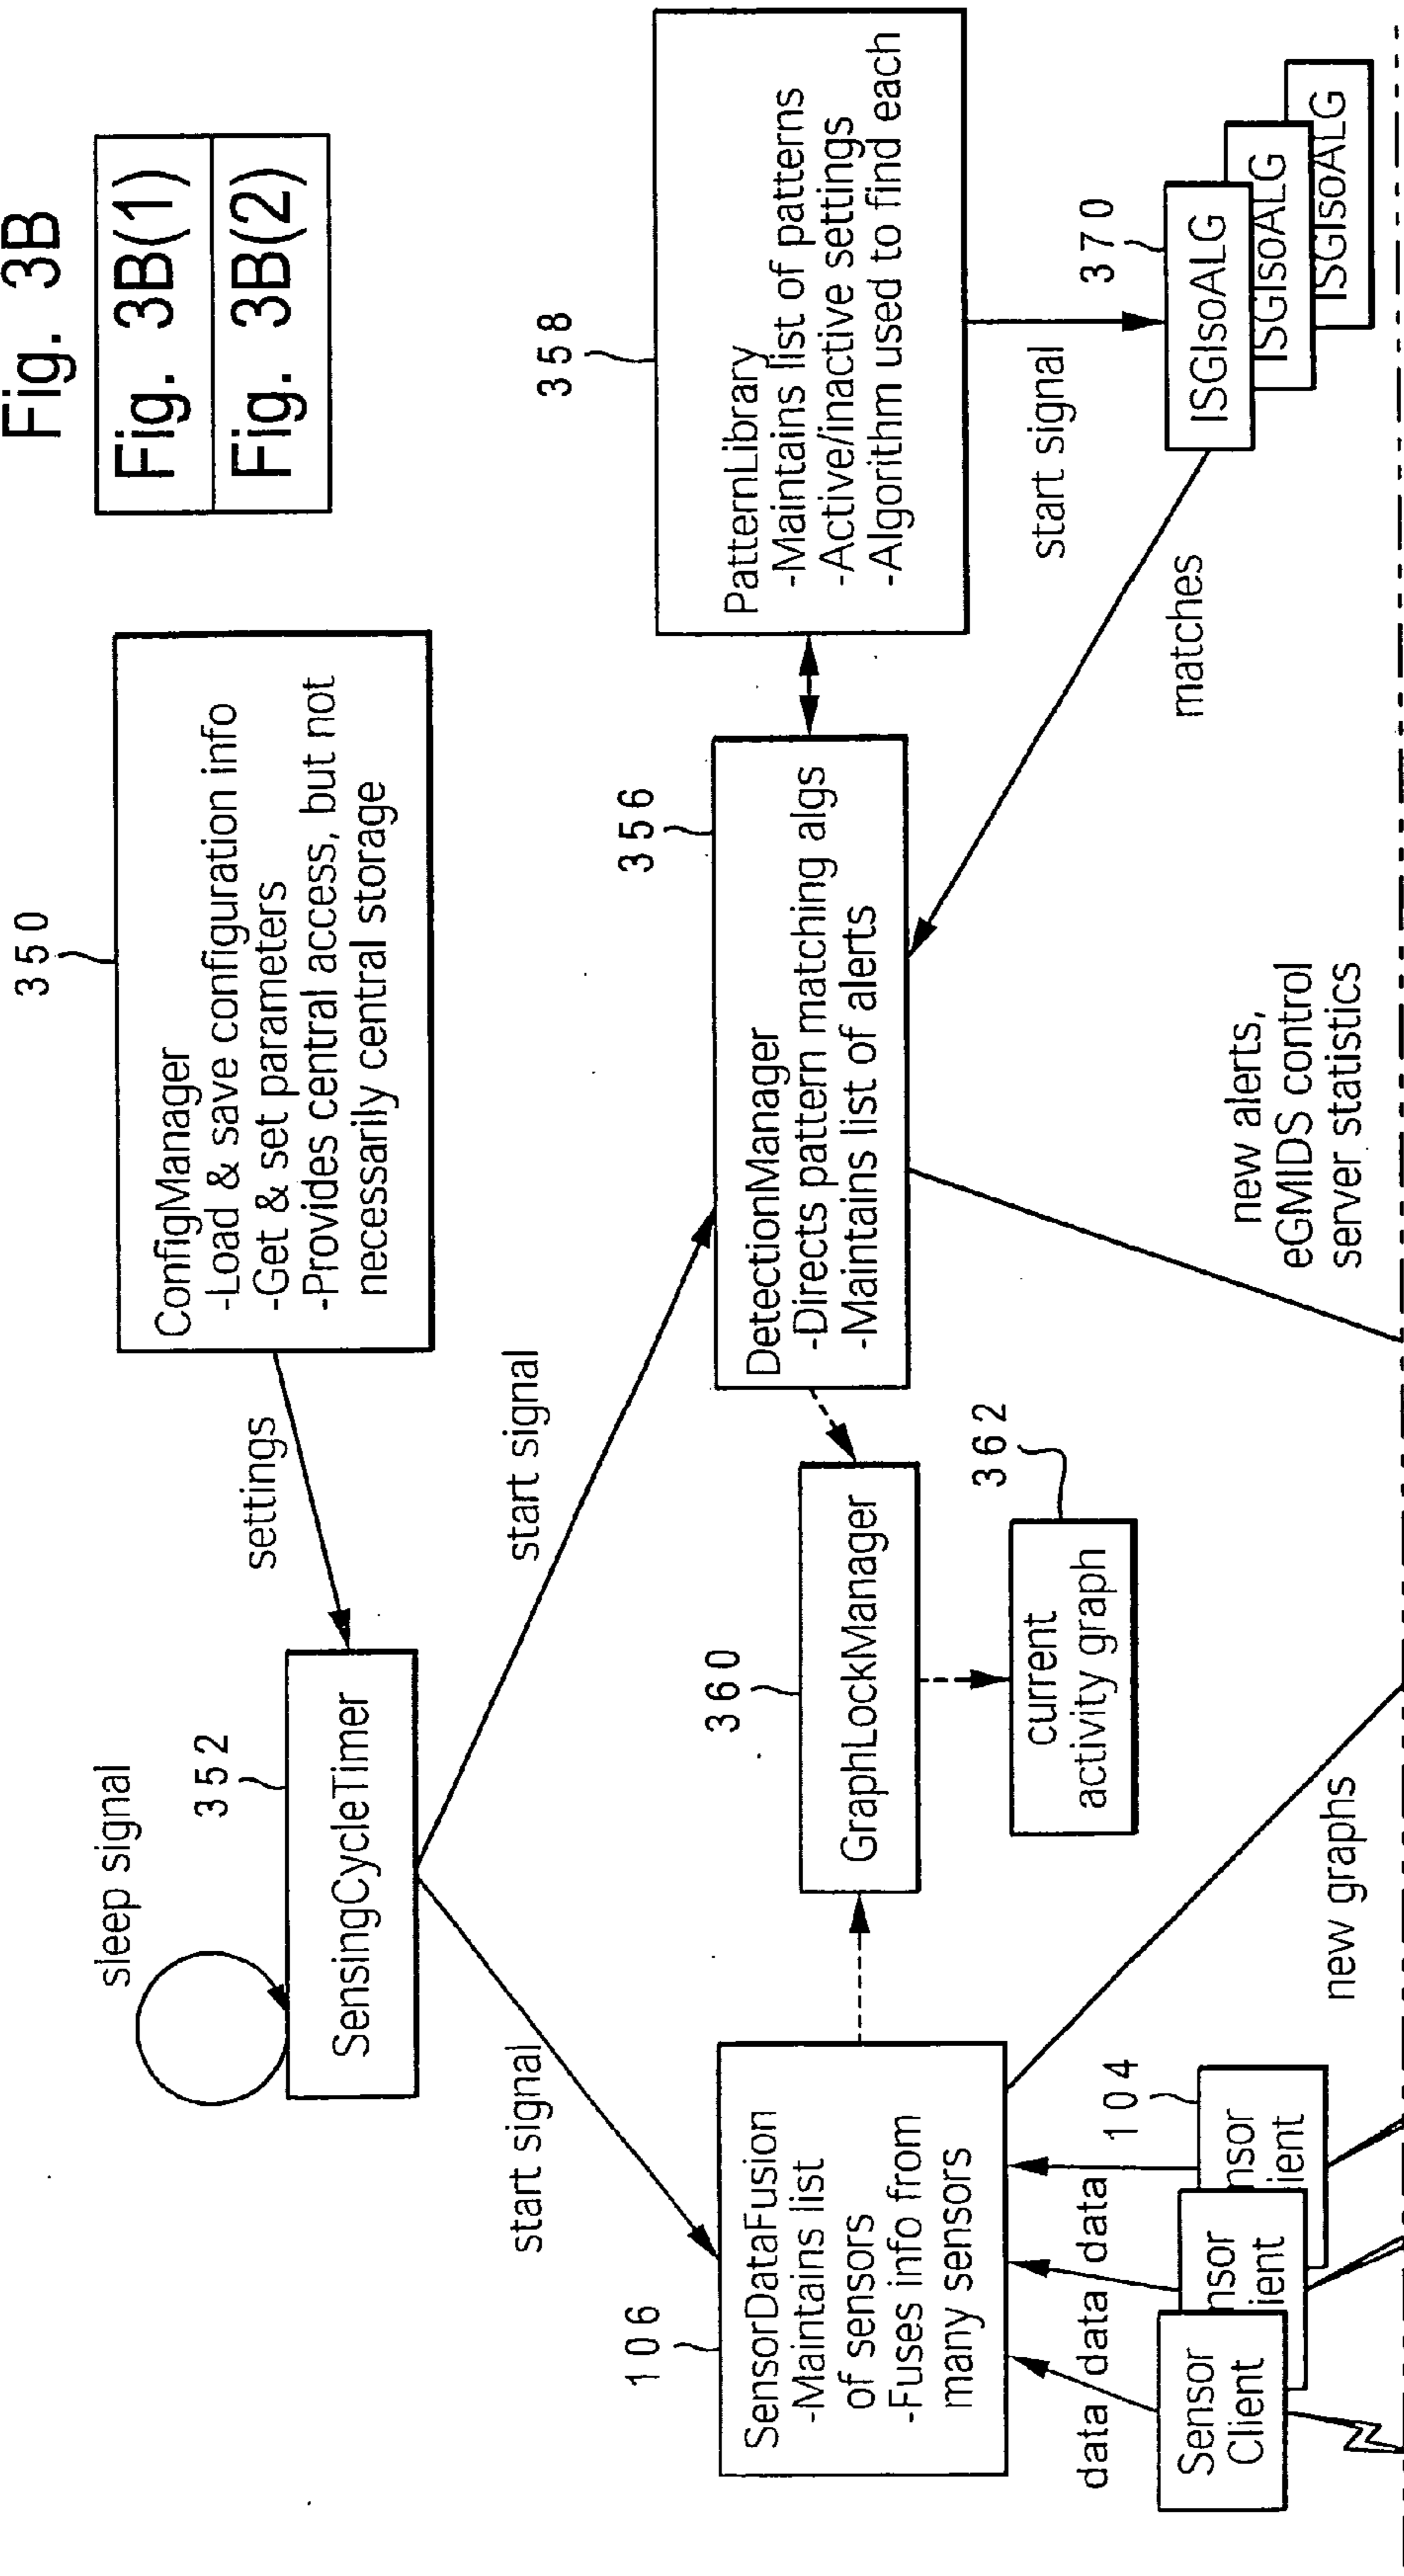 Fig. 3B
Fig. 3B(1)
Fig. 3B(2)
350
ConfigManager
-Load & save configuration info
-Get & set parameters
-Provides central access, but not
necessarily central storage
settings
sleep signal
352
SensingCycleTimer
start signal
start signal
358
PatternLibrary
-Maintains list of patterns
-Active/inactive settings
-Algorithm used to find each
356
DetectionManager
-Directs pattern matching algs
-Maintains list of alerts
start signal
370
ISGIsoALG
ISGIsoALG
ISGIsoALG
matches
360
GraphLockManager
362
current
activity graph
106
SensorDataFusion
-Maintains list
of sensors
-Fuses info from
many sensors
data data data
104
Sensor
Client
nsor
ient
nsor
ient
new graphs
new alerts,
eGMIDS control
server statistics